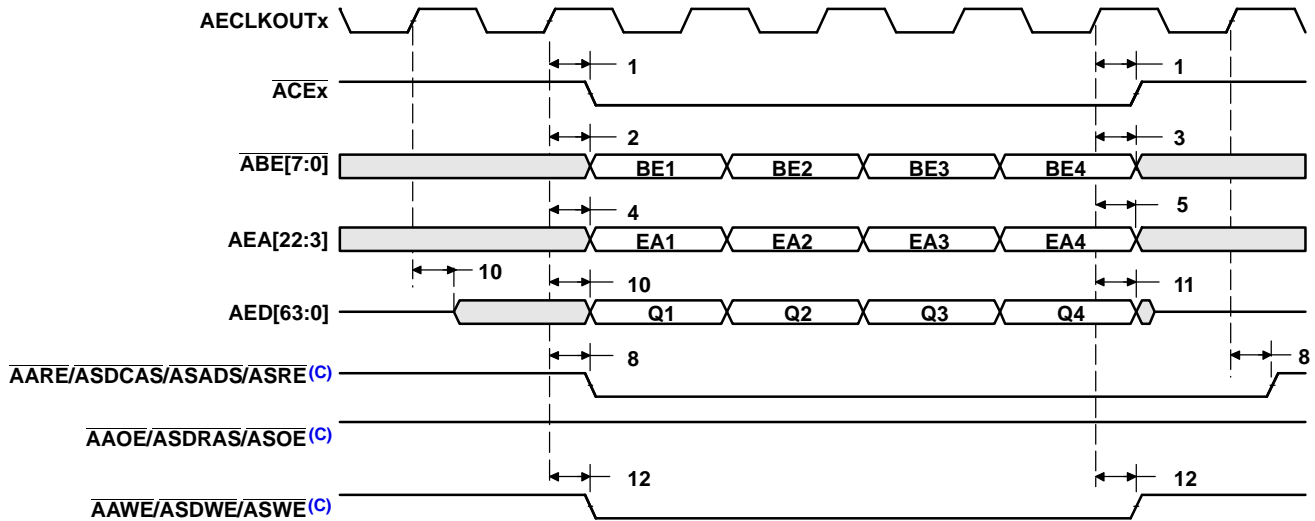 AECLKOUTx
1 1
ACEx
2 3
ABE[7:0] BE1 BE2 BE3 BE4
4 5
AEA[22:3] EA1 EA2 EA3 EA4
10 10 11
AED[63:0] Q1 Q2 Q3 Q4
8 8
AARE/ASDCAS/ASADS/ASRE(C)
AAOE/ASDRAS/ASOE(C)
12 12
AAWE/ASDWE/ASWE(C)